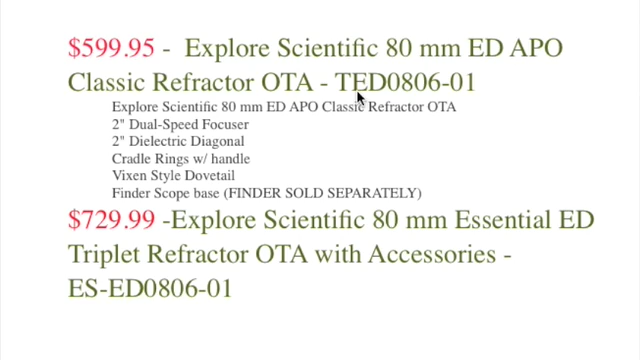 $599.95 -  Explore Scientific 80 mm ED APO
Classic Refractor OTA - TED0806-01
Explore Scientific 80 mm ED APO Classic Refractor OTA
2" Dual-Speed Focuser
2" Dielectric Diagonal
Cradle Rings w/ handle
Vixen Style Dovetail
Finder Scope base (FINDER SOLD SEPARATELY)
$729.99 -Explore Scientific 80 mm Essential ED
Triplet Refractor OTA with Accessories -
ES-ED0806-01